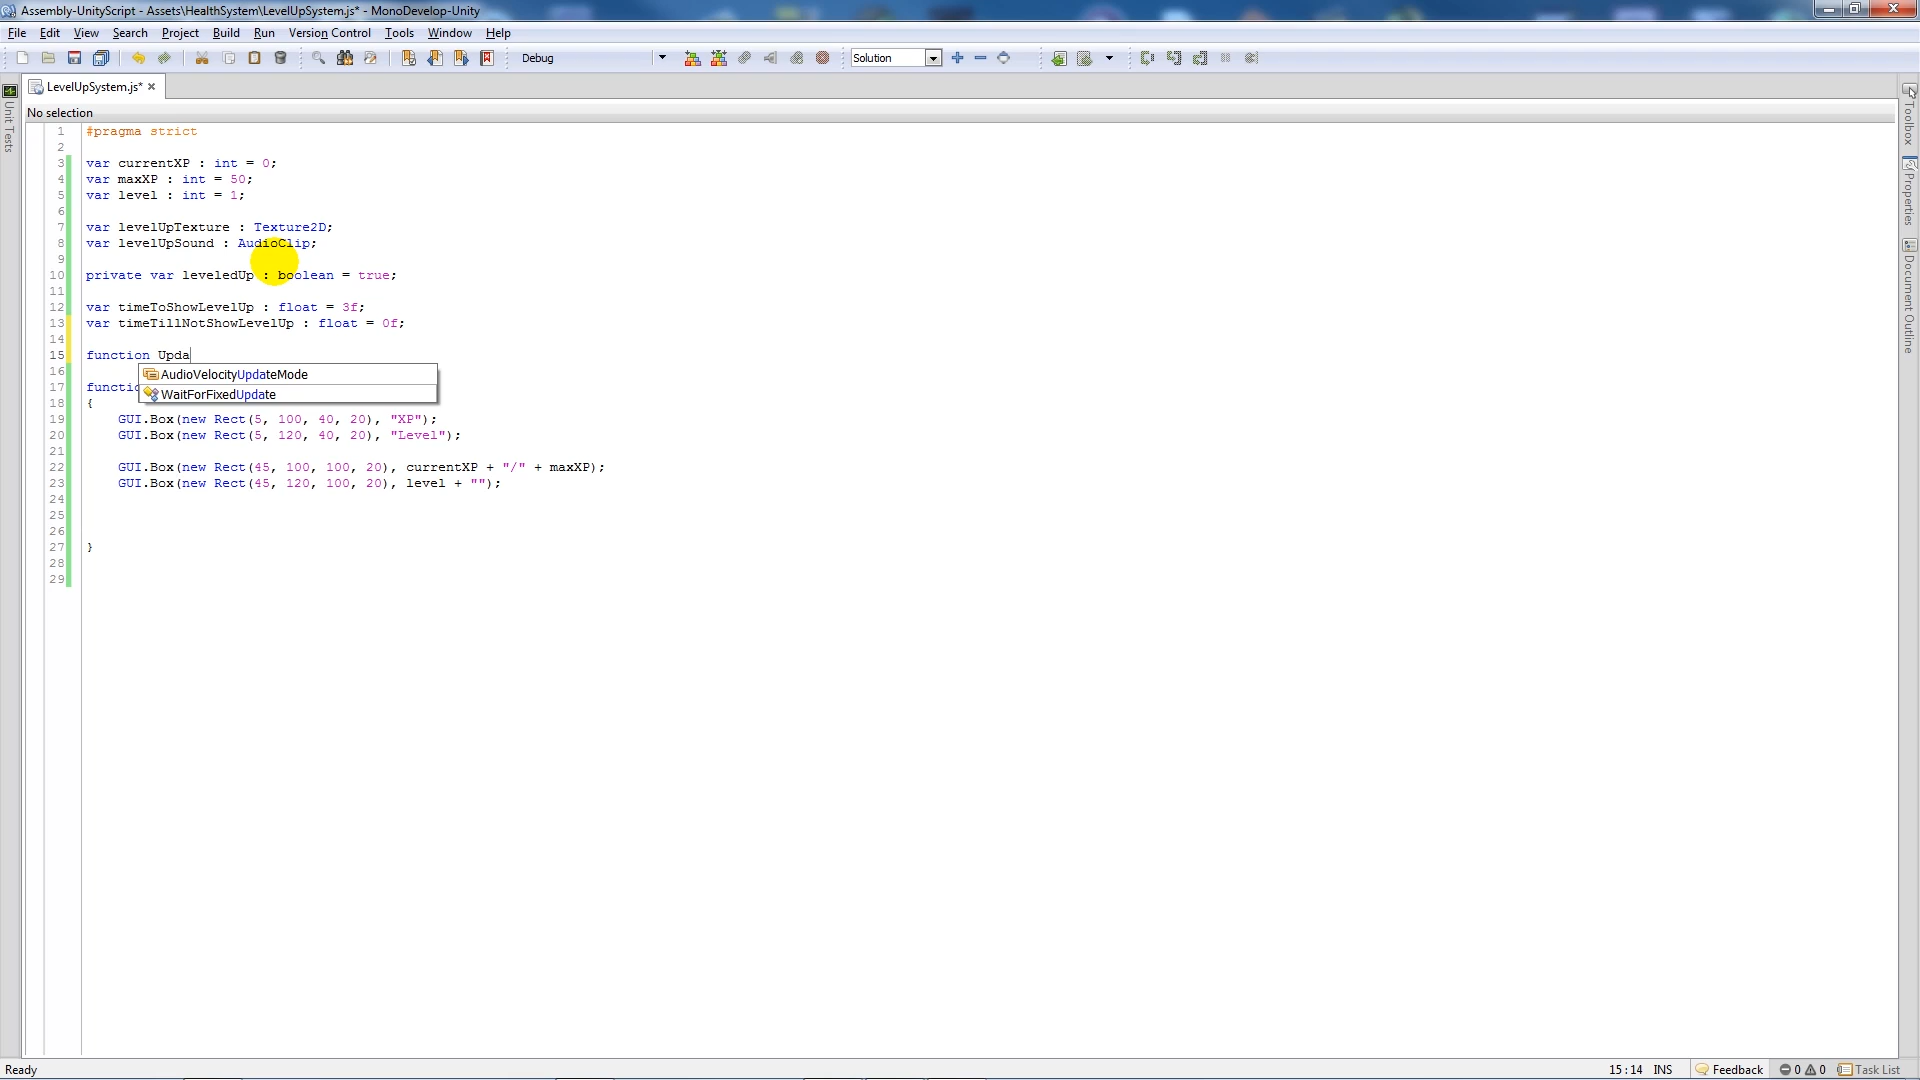 Assembly-UnityScript - Assets\HealthSystem\LevelUpSystem.js* - MonoDevelop-Unity
File Edit View Search Project Build Run Version Control Tools Window Help
Debug Solution
LevelUpSystem.js*
No selection
1 #pragma strict
2
3 var currentXP : int = 0;
4 var maxXP : int = 50;
5 var level : int = 1;
6
7 var levelUpTexture : Texture2D;
8 var levelUpSound : AudioClip;
9
10 private var leveledUp : boolean = true;
11
12 var timeToShowLevelUp : float = 3f;
13 var timeTillNotShowLevelUp : float = 0f;
14
15 function Upda
16
AudioVelocityUpdateMode
17 functio
WaitForFixedUpdate
18 {
19 GUI.Box(new Rect(5, 100, 40, 20), "XP");
20 GUI.Box(new Rect(5, 120, 40, 20), "Level");
21
22 GUI.Box(new Rect(45, 100, 100, 20), currentXP + "/" + maxXP);
23 GUI.Box(new Rect(45, 120, 100, 20), level + "");
24
25
26
27 }
28
29
Unit Tests
Toolbox
Properties
Document Outline
Ready 15 : 14 INS Feedback 0 0 Task List